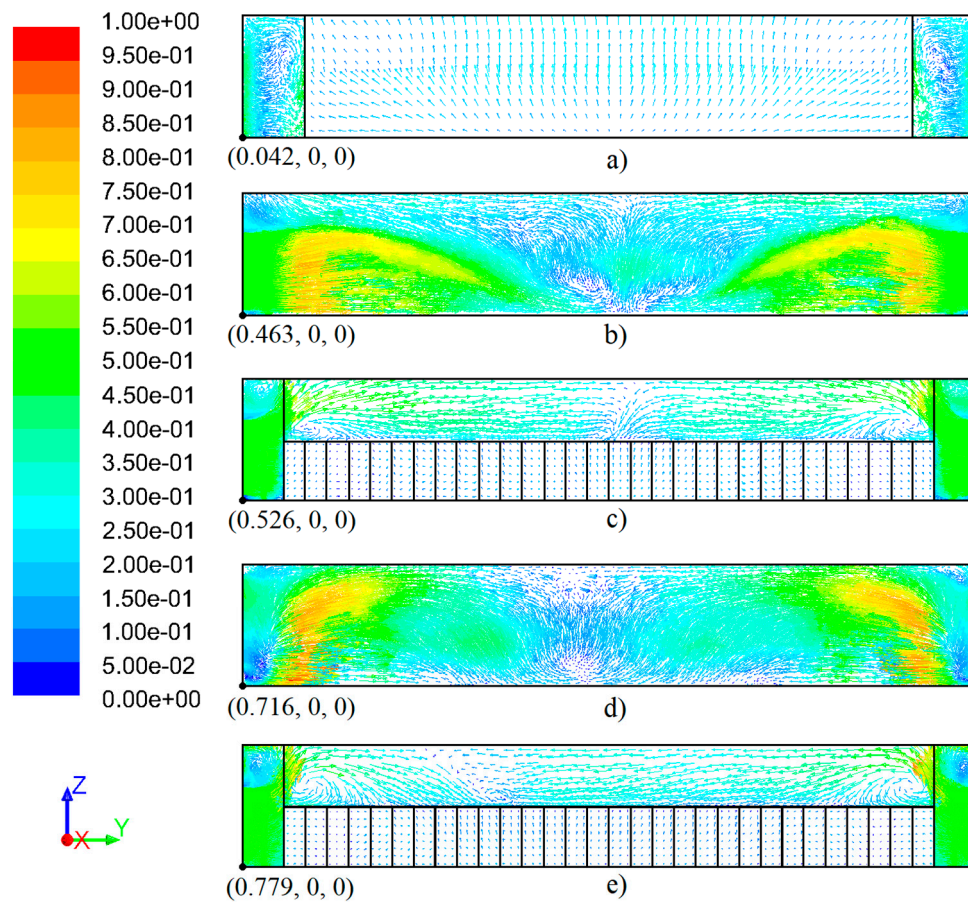 1.00e+00
9.50e-01
9.00e-01
8.50e-01
8.00e-01
7.50e-01
7.00e-01
6.50e-01
6.00e-01
5.50e-01
5.00e-01
4.50e-01
4.00e-01
3.50e-01
3.00e-01
2.50e-01
2.00e-01
1.50e-01
1.00e-01
5.00e-02
0.00e+00
Z
X
Y
(0.042, 0, 0)
a)
(0.463, 0, 0)
b)
(0.526, 0, 0)
c)
(0.716, 0, 0)
d)
(0.779, 0, 0)
e)